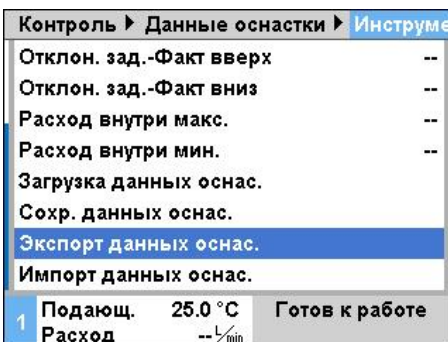 Контроль ▶ Данные оснастки ▶ Инструме
Отклон. зад.-Факт вверх --
Отклон. зад.-Факт вниз --
Расход внутри макс. --
Расход внутри мин. --
Загрузка данных оснас.
Сохр. данных оснас.
Экспорт данных оснас.
Импорт данных оснас.
1 Подающ. 25.0 °C Готов к работе
Расход -- L/min